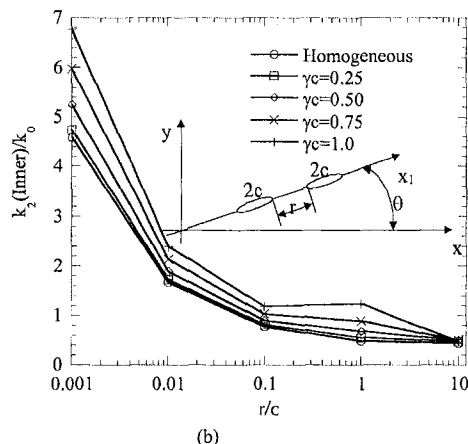 7
6
5
4
3
2
1
0
k₂(Inner)/k₀
Homogeneous
γc=0.25
γc=0.50
γc=0.75
γc=1.0
y
2c
2c
r
x₁
θ
x
0.001 0.01 0.1 1 10
r/c
(b)